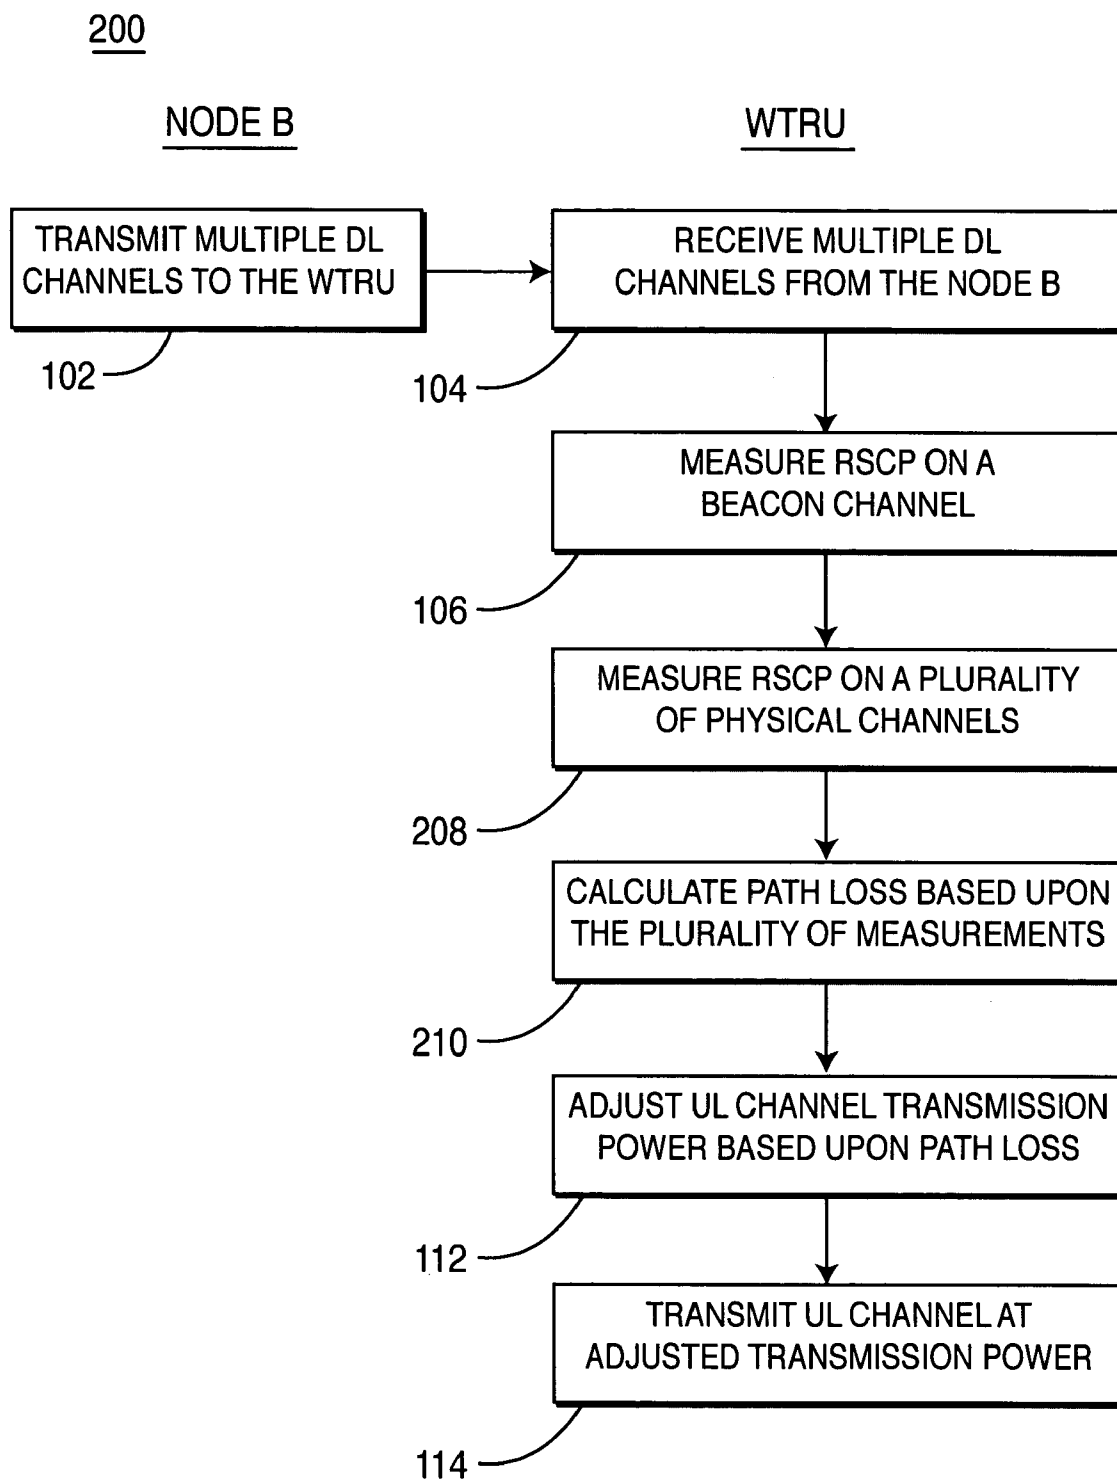 200
NODE B
WTRU
TRANSMIT MULTIPLE DL
CHANNELS TO THE WTRU
102
RECEIVE MULTIPLE DL
CHANNELS FROM THE NODE B
104
MEASURE RSCP ON A
BEACON CHANNEL
106
MEASURE RSCP ON A PLURALITY
OF PHYSICAL CHANNELS
208
CALCULATE PATH LOSS BASED UPON
THE PLURALITY OF MEASUREMENTS
210
ADJUST UL CHANNEL TRANSMISSION
POWER BASED UPON PATH LOSS
112
TRANSMIT UL CHANNEL AT
ADJUSTED TRANSMISSION POWER
114